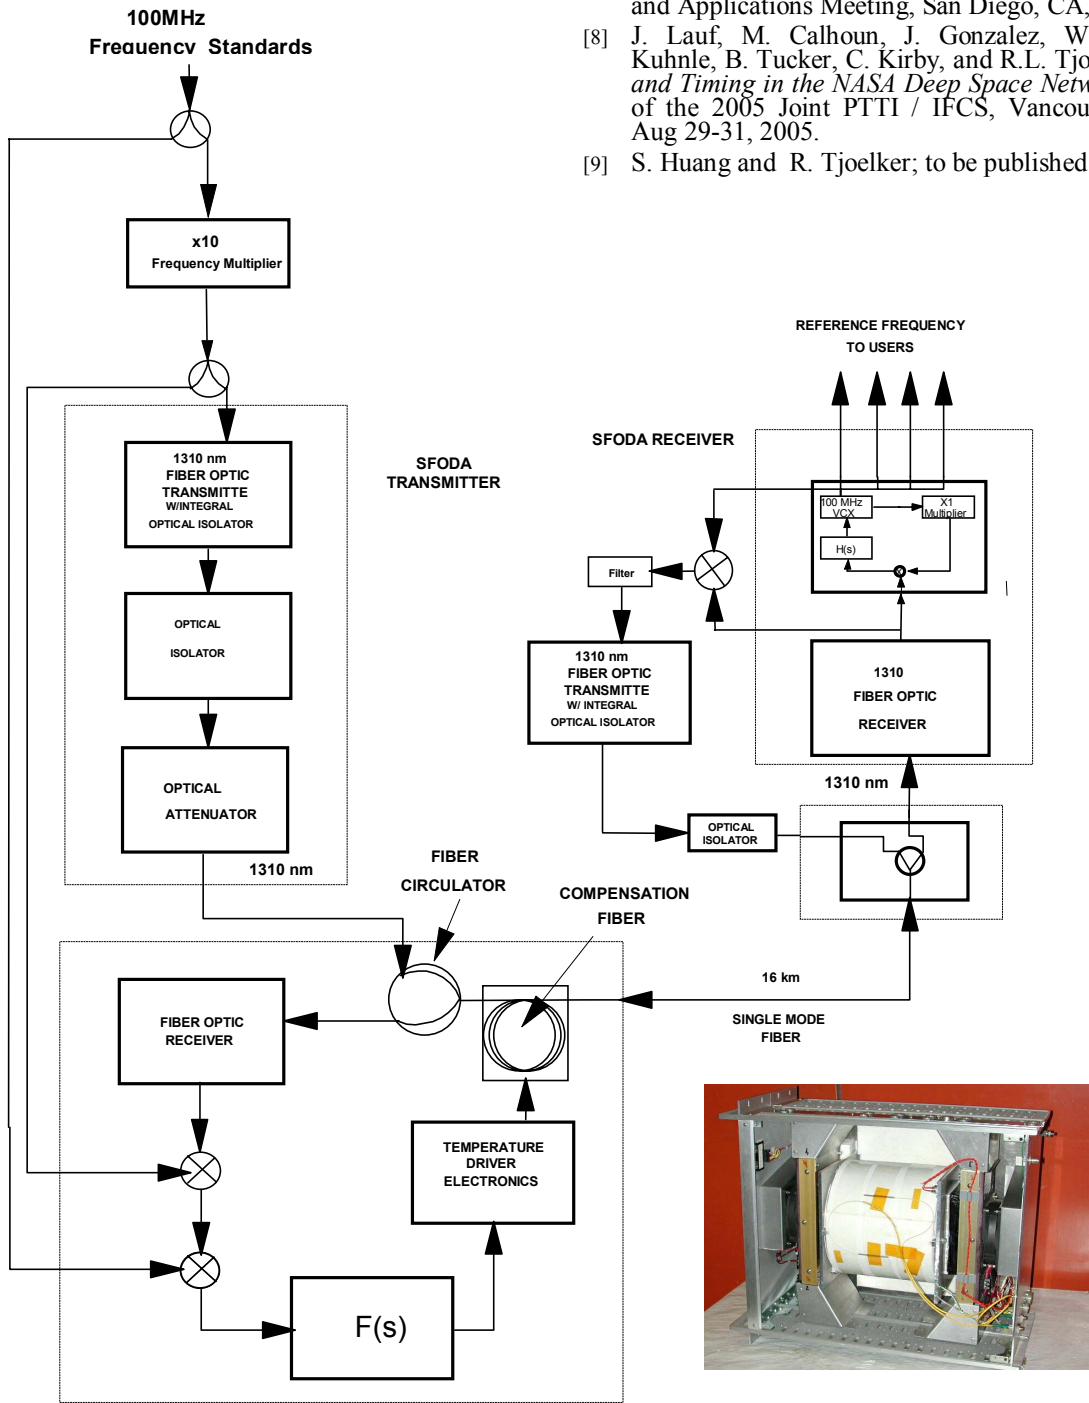 100MHz
Frequency Standards
and Applications Meeting, San Diego, CA,
[8] J. Lauf, M. Calhoun, J. Gonzalez, W
Kuhnle, B. Tucker, C. Kirby, and R.L. Tjo
and Timing in the NASA Deep Space Netw
of the 2005 Joint PTTI / IFCS, Vancou
Aug 29-31, 2005.
[9] S. Huang and R. Tjoelker; to be published
x10
Frequency Multiplier
1310 nm
FIBER OPTIC
TRANSMITTE
W/INTEGRAL
OPTICAL ISOLATOR
SFODA
TRANSMITTER
OPTICAL
ISOLATOR
OPTICAL
ATTENUATOR
1310 nm
REFERENCE FREQUENCY
TO USERS
SFODA RECEIVER
100 MHz
VCX
X1
Multiplier
H(s)
Filter
1310 nm
FIBER OPTIC
TRANSMITTE
W/ INTEGRAL
OPTICAL ISOLATOR
1310
FIBER OPTIC
RECEIVER
1310 nm
OPTICAL
ISOLATOR
FIBER
CIRCULATOR
COMPENSATION
FIBER
16 km
SINGLE MODE
FIBER
FIBER OPTIC
RECEIVER
TEMPERATURE
DRIVER
ELECTRONICS
F(s)